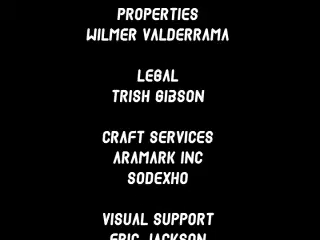 PROPERTIES
WILMER VALDERRAMA
LEGAL
TRISH GIBSON
CRAFT SERVICES
ARAMARK INC
SODEXHO
VISUAL SUPPORT
ERIC JACKSON